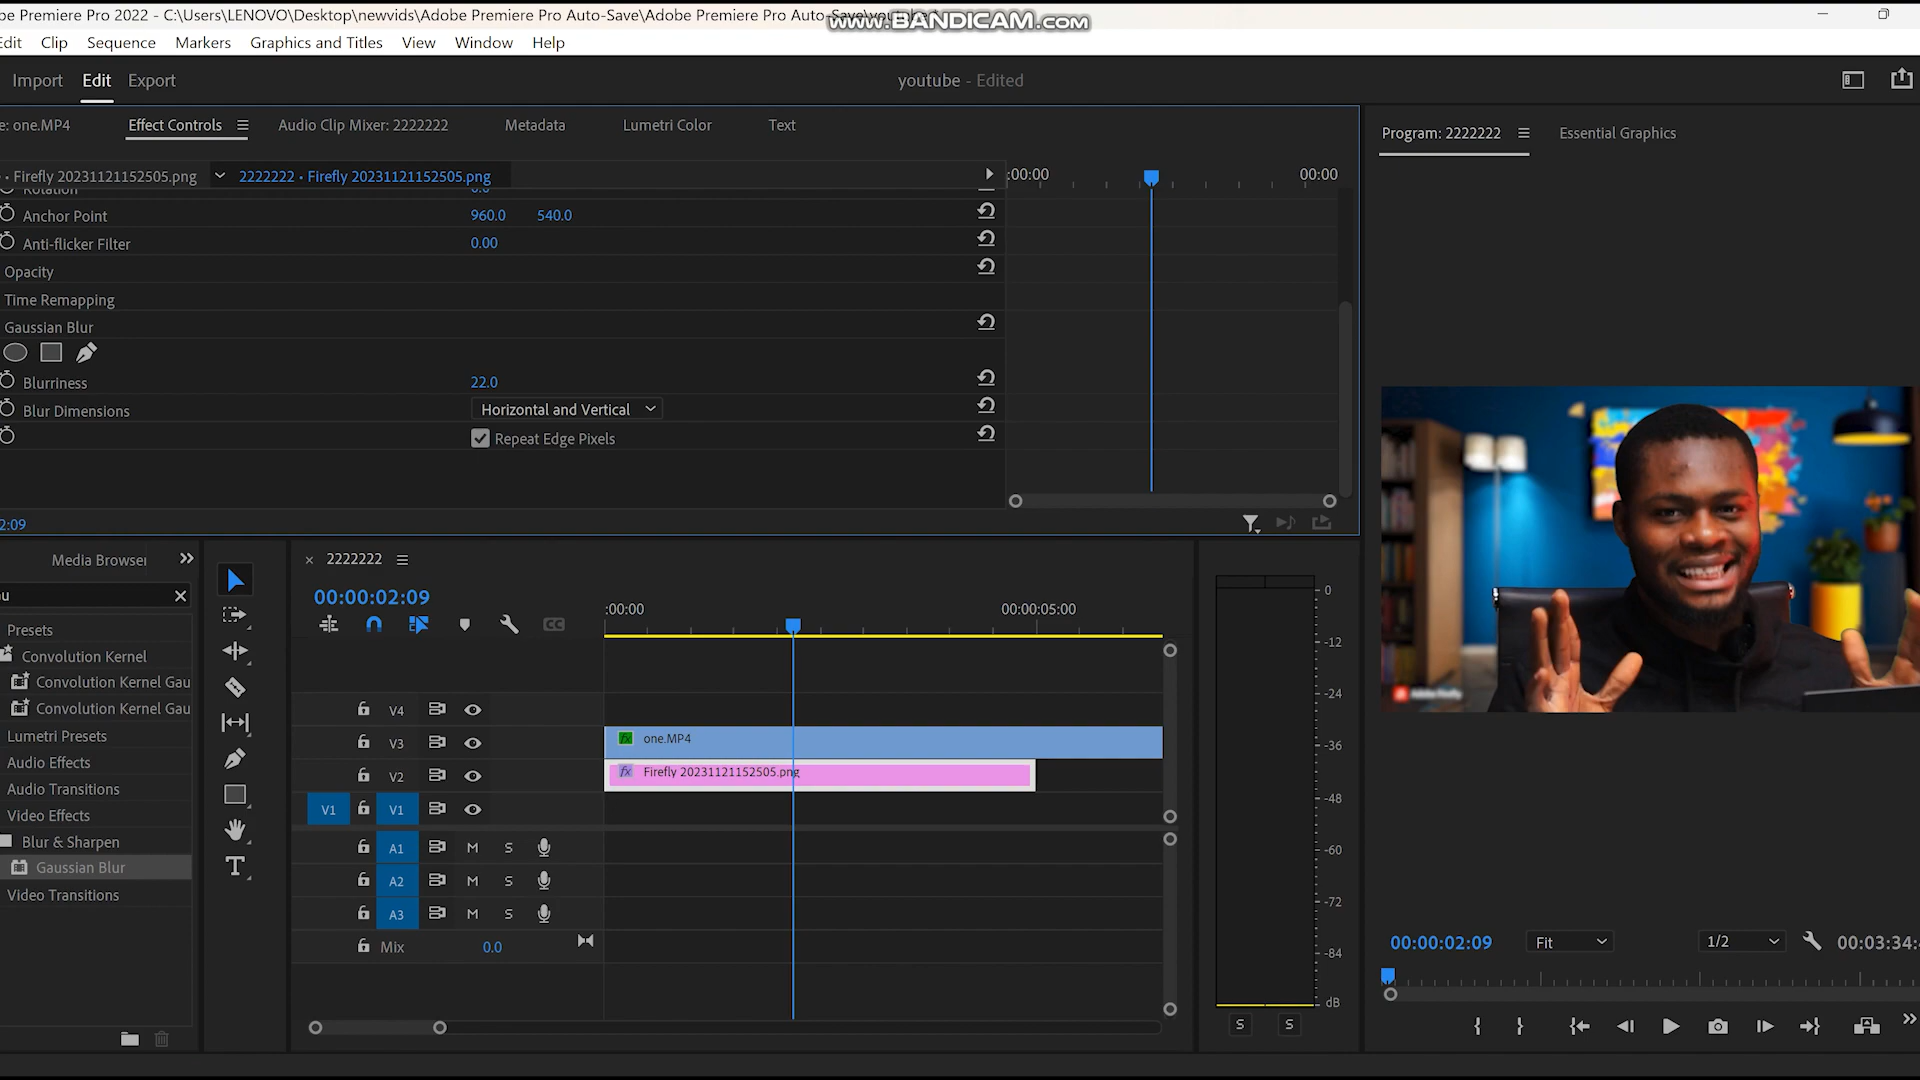 be Premiere Pro 2022 - C:\Users\LENOVO\Desktop\newvids\Adobe Premiere Pro Auto-Save\Adobe Premiere Pro Auto-Save\youtube
www.BANDICAM.com
Edit Clip Sequence Markers Graphics and Titles View Window Help
Import Edit Export
youtube - Edited
e: one.MP4 Effect Controls Audio Clip Mixer: 2222222 Metadata Lumetri Color Text
Program: 2222222 Essential Graphics
· Firefly 20231121152505.png 2222222 · Firefly 20231121152505.png
:00:00 00:00
Rotation 0.0
Anchor Point 960.0 540.0
Anti-flicker Filter 0.00
Opacity
Time Remapping
Gaussian Blur
Blurriness 22.0
Blur Dimensions Horizontal and Vertical
Repeat Edge Pixels
2:09
Media Browser
u
Presets
Convolution Kernel
Convolution Kernel Gau
Convolution Kernel Gau
Lumetri Presets
Audio Effects
Audio Transitions
Video Effects
Blur & Sharpen
Gaussian Blur
Video Transitions
T
× 2222222
00:00:02:09
:00:00 00:00:05:00
CC
V4
V3 one.MP4
fx
V2 Firefly 20231121152505.png
fx
V1 V1
A1 M S
A2 M S
A3 M S
Mix 0.0
0
-12
-24
-36
-48
-60
-72
-84
dB
S S
Adobe Firefly
00:00:02:09 Fit 1/2 00:03:34: